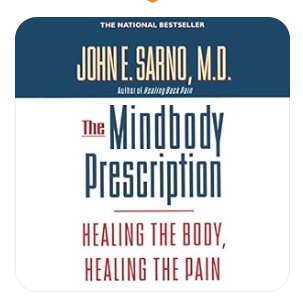 THE NATIONAL BESTSELLER
JOHN E. SARNO, M.D.
Author of Healing Back Pain
The Mindbody
Prescription
HEALING THE BODY,
HEALING THE PAIN